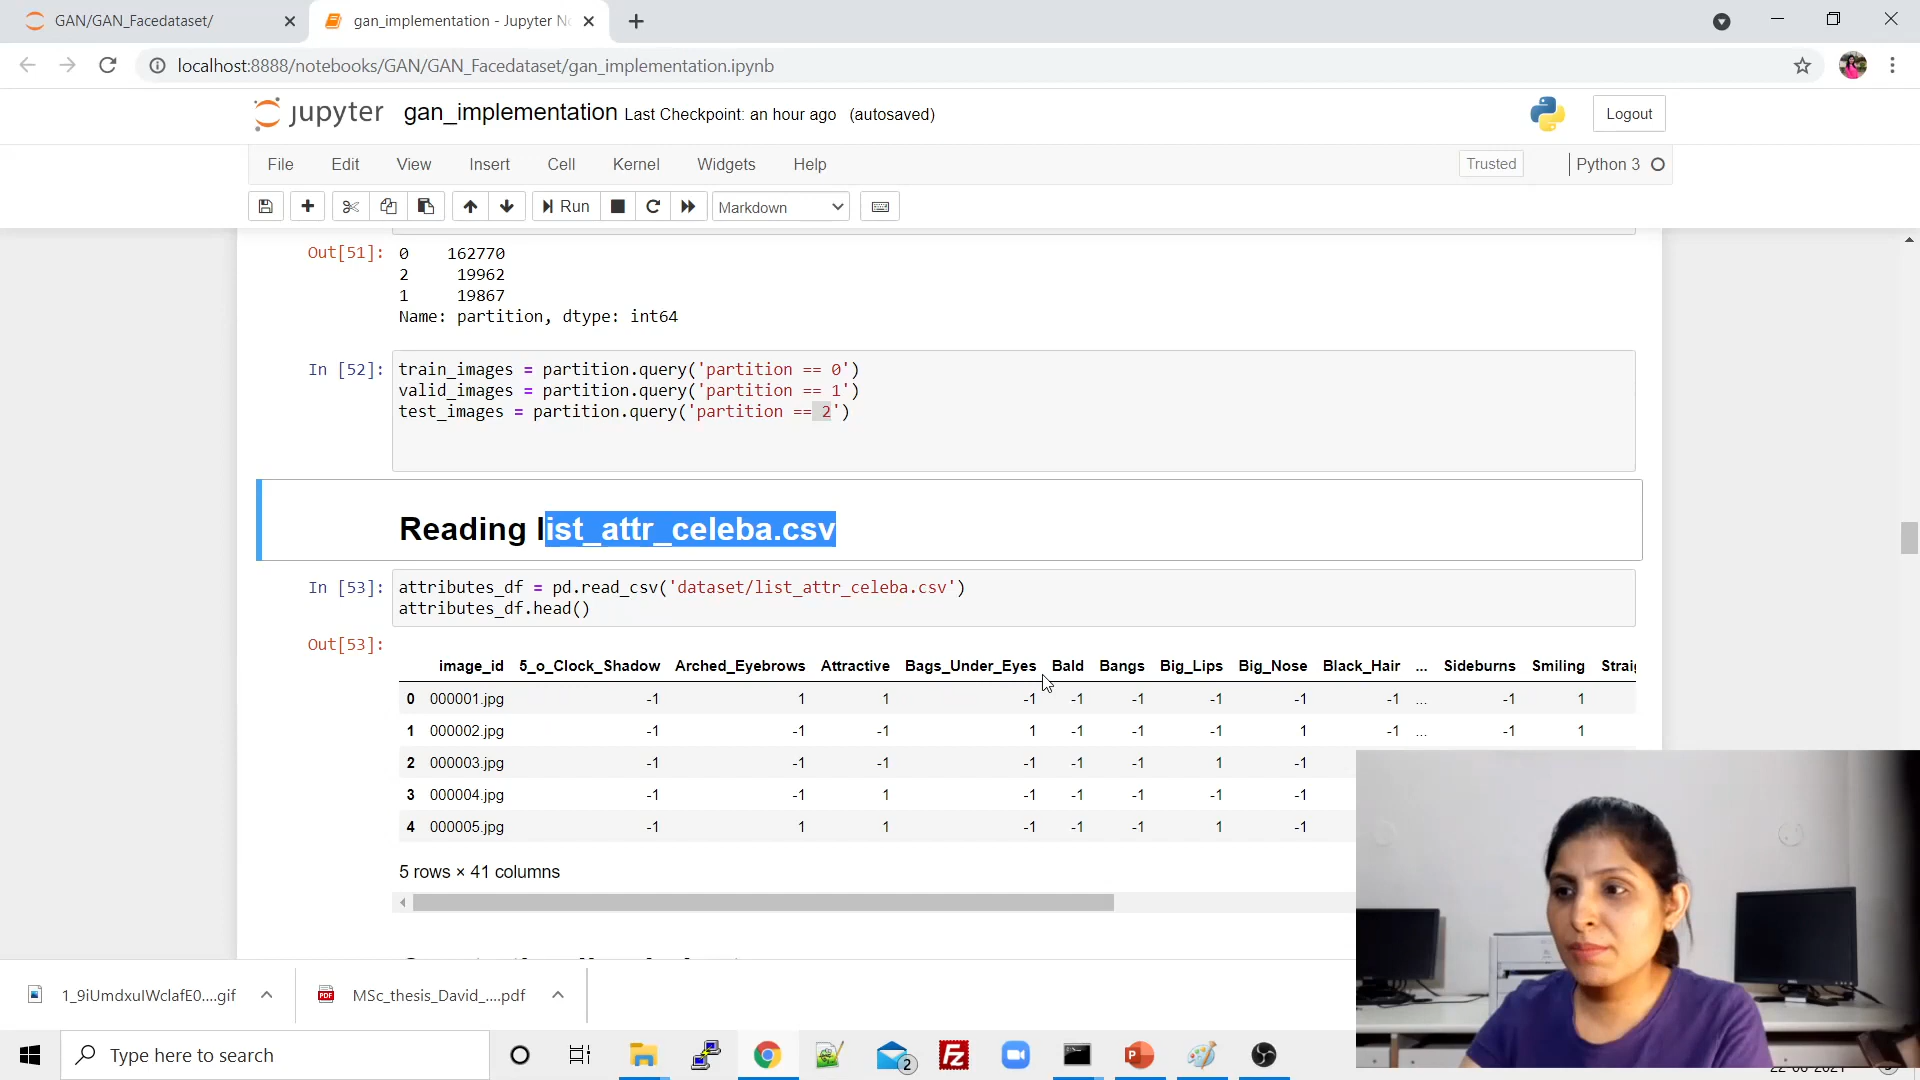 GAN/GAN_Facedataset/
gan_implementation - Jupyter No
localhost:8888/notebooks/GAN/GAN_Facedataset/gan_implementation.ipynb
jupyter gan_implementation Last Checkpoint: an hour ago (autosaved)
Logout
File Edit View Insert Cell Kernel Widgets Help
Trusted Python 3
Run Markdown
Out[51]: 0 162770
2 19962
1 19867
Name: partition, dtype: int64
In [52]: train_images = partition.query('partition == 0')
valid_images = partition.query('partition == 1')
test_images = partition.query('partition == 2')
Reading list_attr_celeba.csv
In [53]: attributes_df = pd.read_csv('dataset/list_attr_celeba.csv')
attributes_df.head()
Out[53]:
image_id 5_o_Clock_Shadow Arched_Eyebrows Attractive Bags_Under_Eyes Bald Bangs Big_Lips Big_Nose Black_Hair ... Sideburns Smiling Straig
0 000001.jpg -1 1 1 -1 -1 -1 -1 -1 -1 ... -1 1
1 000002.jpg -1 -1 -1 1 -1 -1 -1 1 -1 ... -1 1
2 000003.jpg -1 -1 -1 -1 -1 -1 1 -1
3 000004.jpg -1 -1 1 -1 -1 -1 -1 -1
4 000005.jpg -1 1 1 -1 -1 -1 1 -1
5 rows × 41 columns
1_9iUmdxuIWclafE0....gif
PDF MSc_thesis_David_....pdf
Type here to search
2